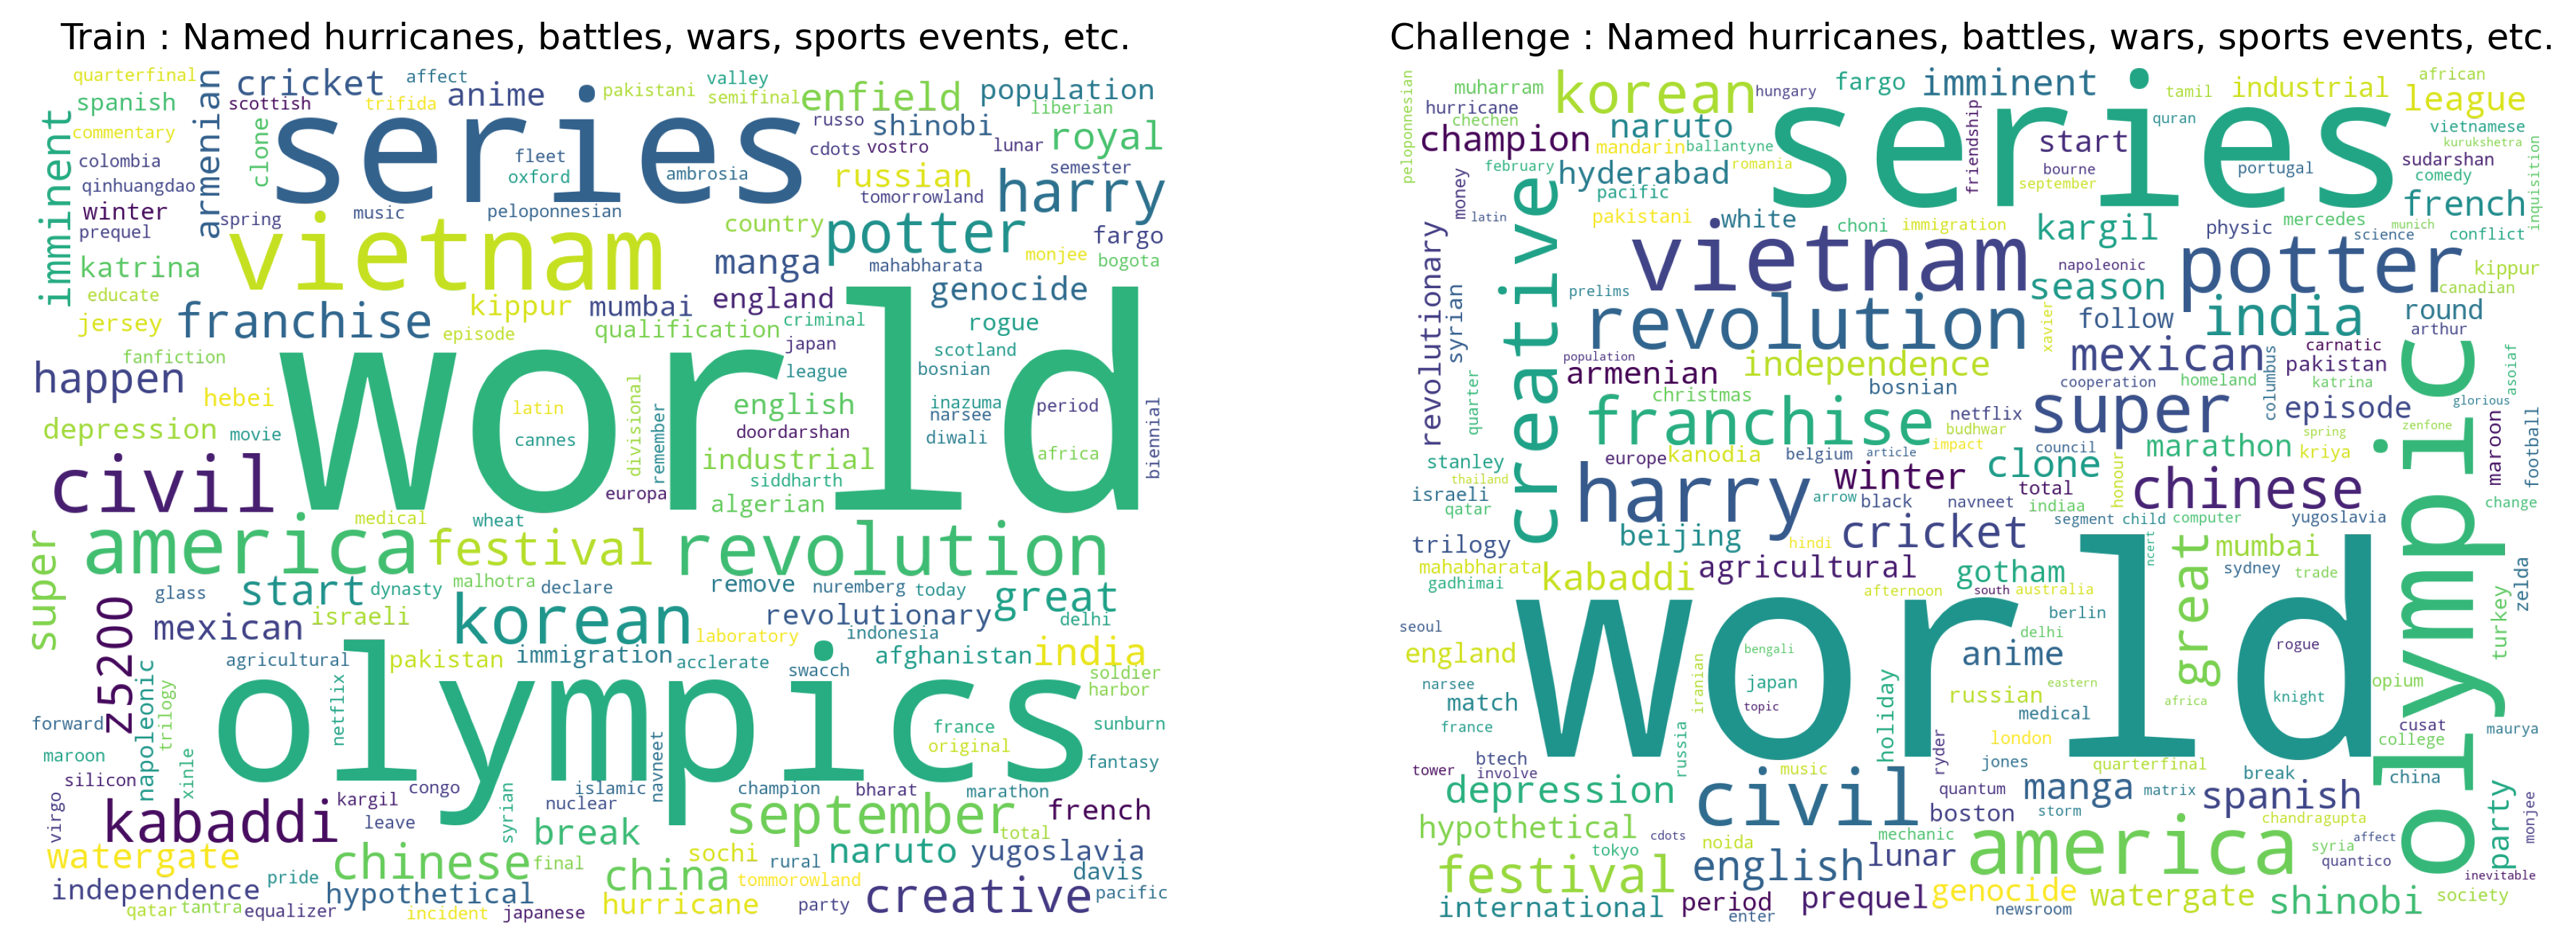 Train : Named hurricanes, battles, wars, sports events, etc.
quarterfinal
cricket
affect
valley
armenian
anime
pakistani
population
spanish
scottish
trifida
semifinal
enfield
liberian
imminent
commentary
clone
series
russo
shinobi
royal
colombia
fleet
cdots
vostro
lunar
qinhuangdao
oxford
ambrosia
russian
semester
harry
winter
spring
music
peloponnesian
tomorrowland
prequel
vietnam
country
potter
fargo
katrina
manga
mahabharata
monjee
bogota
educate
kippur
mumbai
england
genocide
jersey
franchise
episode
qualification
criminal
rogue
fanfiction
world
japan
scotland
happen
league
bosnian
hebei
divisional
remember
latin
english
inazuma
narsee
period
depression
movie
cannes
doordarshan
diwali
biennial
civil
industrial
africa
siddharth
europa
algerian
medical
wheat
super
america
festival
revolution
z5200
glass
start
dynasty
malhotra
declare
remove
nuremberg
today
great
mexican
israeli
korean
revolutionary
delhi
laboratory
indonesia
agricultural
pakistan
immigration
acclerate
swacch
afghanistan
india
napoleonic
trilogy
netflix
olympics
soldier
harbor
forward
france
sunburn
maroon
original
xinle
navneet
fantasy
silicon
congo
islamic
champion
bharat
marathon
virgo
kabaddi
kargil
nuclear
september
french
leave
syrian
break
total
watergate
chinese
final
sochi
rural
naruto
yugoslavia
independence
pride
hypothetical
china
tommorowland
davis
creative
pacific
qatar
tantra
equalizer
incident
japanese
hurricane
party
Challenge : Named hurricanes, battles, wars, sports events, etc.
peloponnesian
muharram
korean
hungary
fargo
imminent
tamil
industrial
african
league
hurricane
chechen
champion
naruto
friendship
series
start
quran
vietnamese
kurukshetra
mandarin
ballantyne
february
hyderabad
romania
bourne
portugal
sudarshan
comedy
inquisition
money
creative
pacific
september
french
latin
pakistani
white
choni
immigration
kargil
mercedes
munich
revolutionary
vietnam
physic
science
conflict
napoleonic
potter
kippur
syrian
prelims
season
canadian
revolution
follow
india
round
xavier
arthur
population
independence
mexican
columbus
carnatic
pakistan
asoiaf
armenian
bosnian
cooperation
homeland
katrina
quarter
christmas
franchise
netflix
super
episode
glorious
olympic
budhwar
spring
zenfone
maroon
football
europe
kanodia
belgium
article
impact
council
marathon
kriya
stanley
winter
clone
honour
thailand
harry
arrow
black
navneet
total
chinese
israeli
indiaa
change
qatar
beijing
cricket
segment
child
computer
yugoslavia
trilogy
hindi
ncert
great
mumbai
mahabharata
kabaddi
agricultural
gotham
sydney
trade
zelda
gadhimai
afternoon
south
australia
world
berlin
seoul
delhi
turkey
england
bengali
anime
rogue
iranian
holiday
narsee
japan
russian
eastern
opium
match
topic
africa
knight
france
medical
cusat
russia
ryder
london
college
maurya
btech
tower
involve
music
jones
quarterfinal
break
china
depression
civil
quantum
manga
matrix
spanish
party
monjee
boston
storm
chandragupta
hypothetical
cdots
noida
mechanic
affect
tokyo
english
lunar
america
syria
quantico
festival
inevitable
international
period
prequel
genocide
watergate
shinobi
society
enter
newsroom